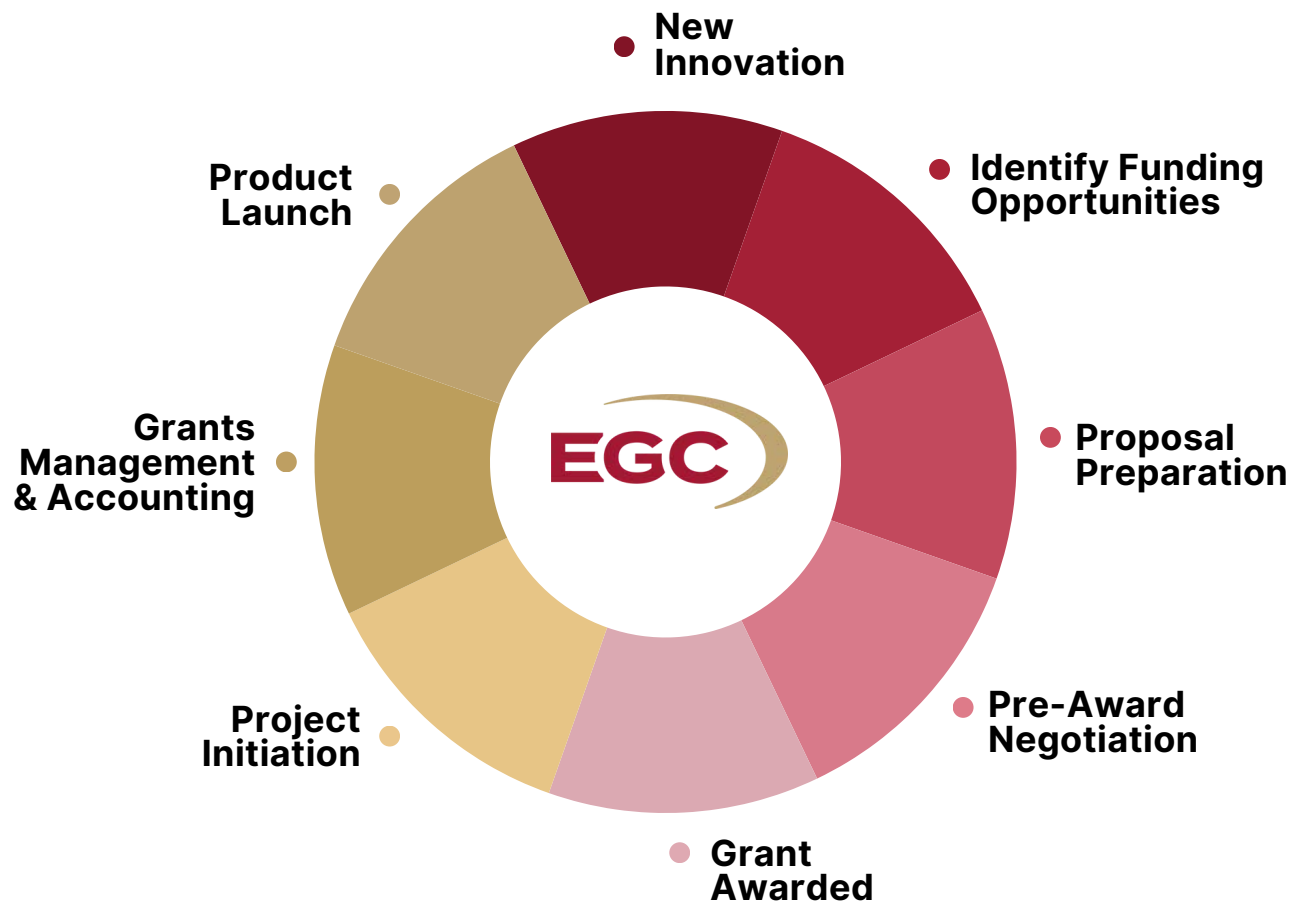 New
Innovation
Identify Funding
Opportunities
Proposal
Preparation
Pre-Award
Negotiation
Grant
Awarded
Project
Initiation
Grants
Management
& Accounting
Product
Launch
EGC